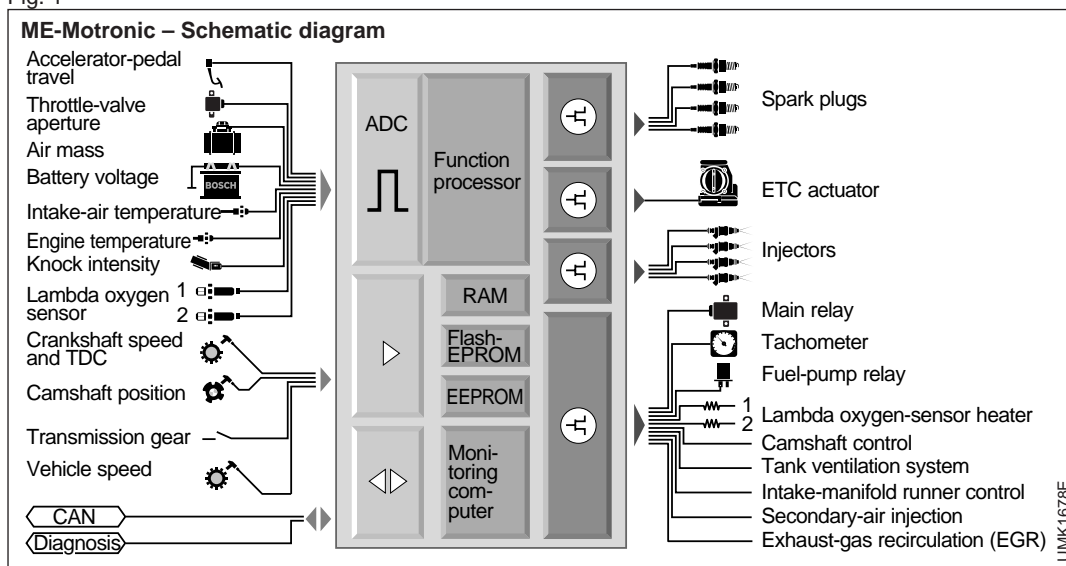 ME-Motronic – Schematic diagram
Accelerator-pedal
travel
Throttle-valve
aperture
Air mass
Battery voltage
BOSCH
Intake-air temperature
Engine temperature
Knock intensity
Lambda oxygen
sensor
1
2
Crankshaft speed
and TDC
Camshaft position
Transmission gear
Vehicle speed
CAN
Diagnosis
ADC
Function
processor
RAM
Flash-
EPROM
EEPROM
Moni-
toring
com-
puter
Spark plugs
ETC actuator
Injectors
Main relay
Tachometer
Fuel-pump relay
1
2
Lambda oxygen-sensor heater
Camshaft control
Tank ventilation system
Intake-manifold runner control
Secondary-air injection
Exhaust-gas recirculation (EGR)
UMK1678E